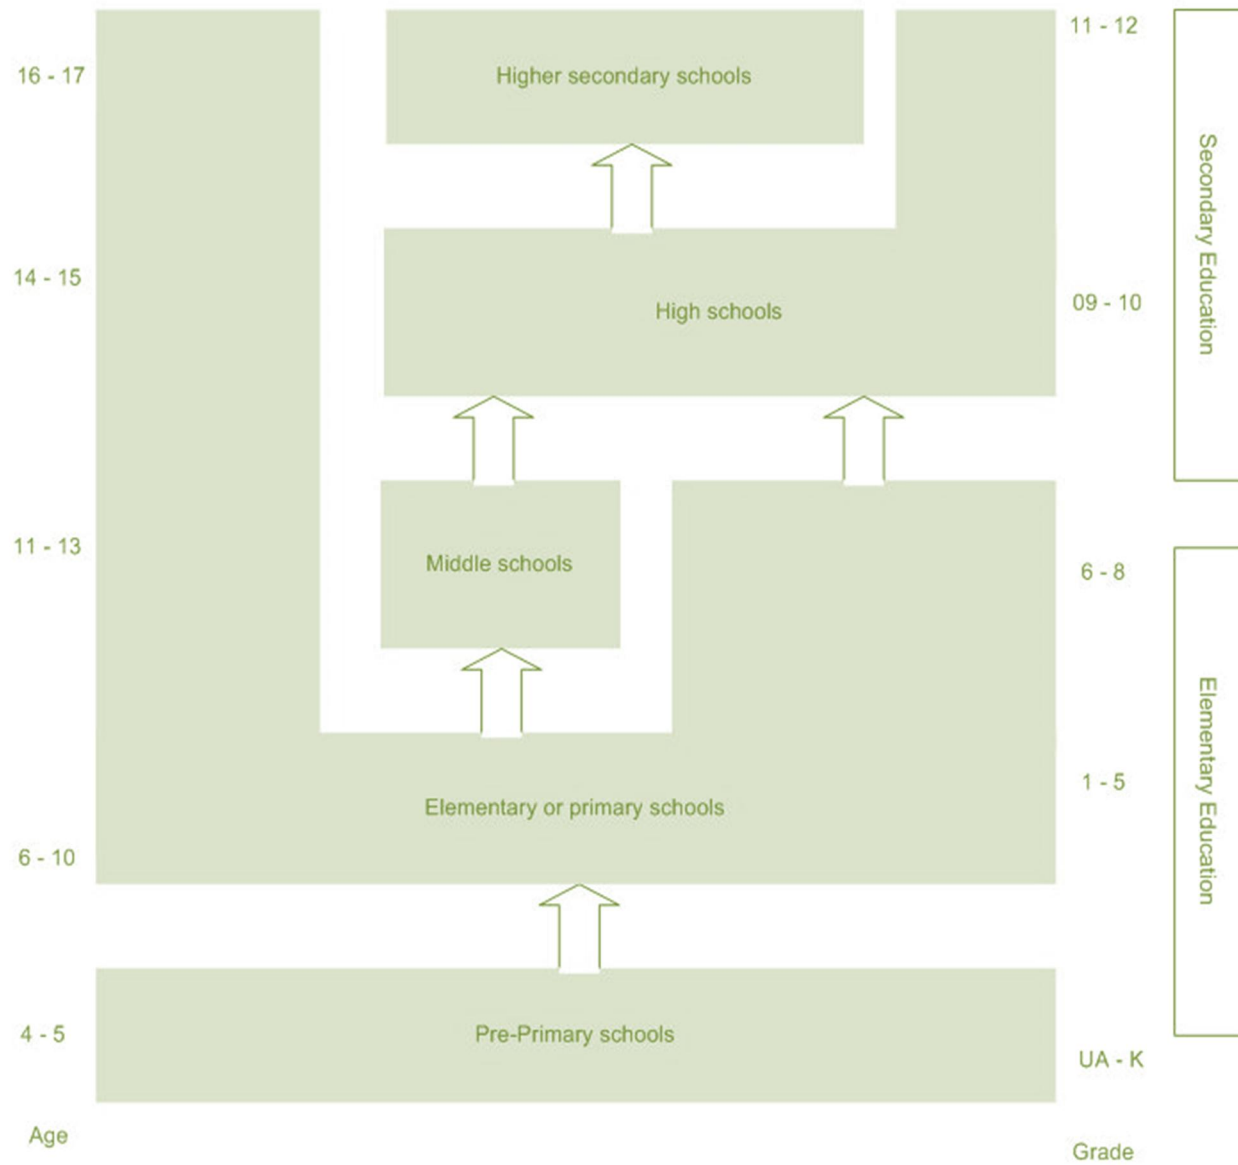 11 - 12
16 - 17
Higher secondary schools
Secondary Education
14 - 15
09 - 10
High schools
11 - 13
Middle schools
6 - 8
Elementary Education
1 - 5
Elementary or primary schools
6 - 10
4 - 5
Pre-Primary schools
UA - K
Age
Grade